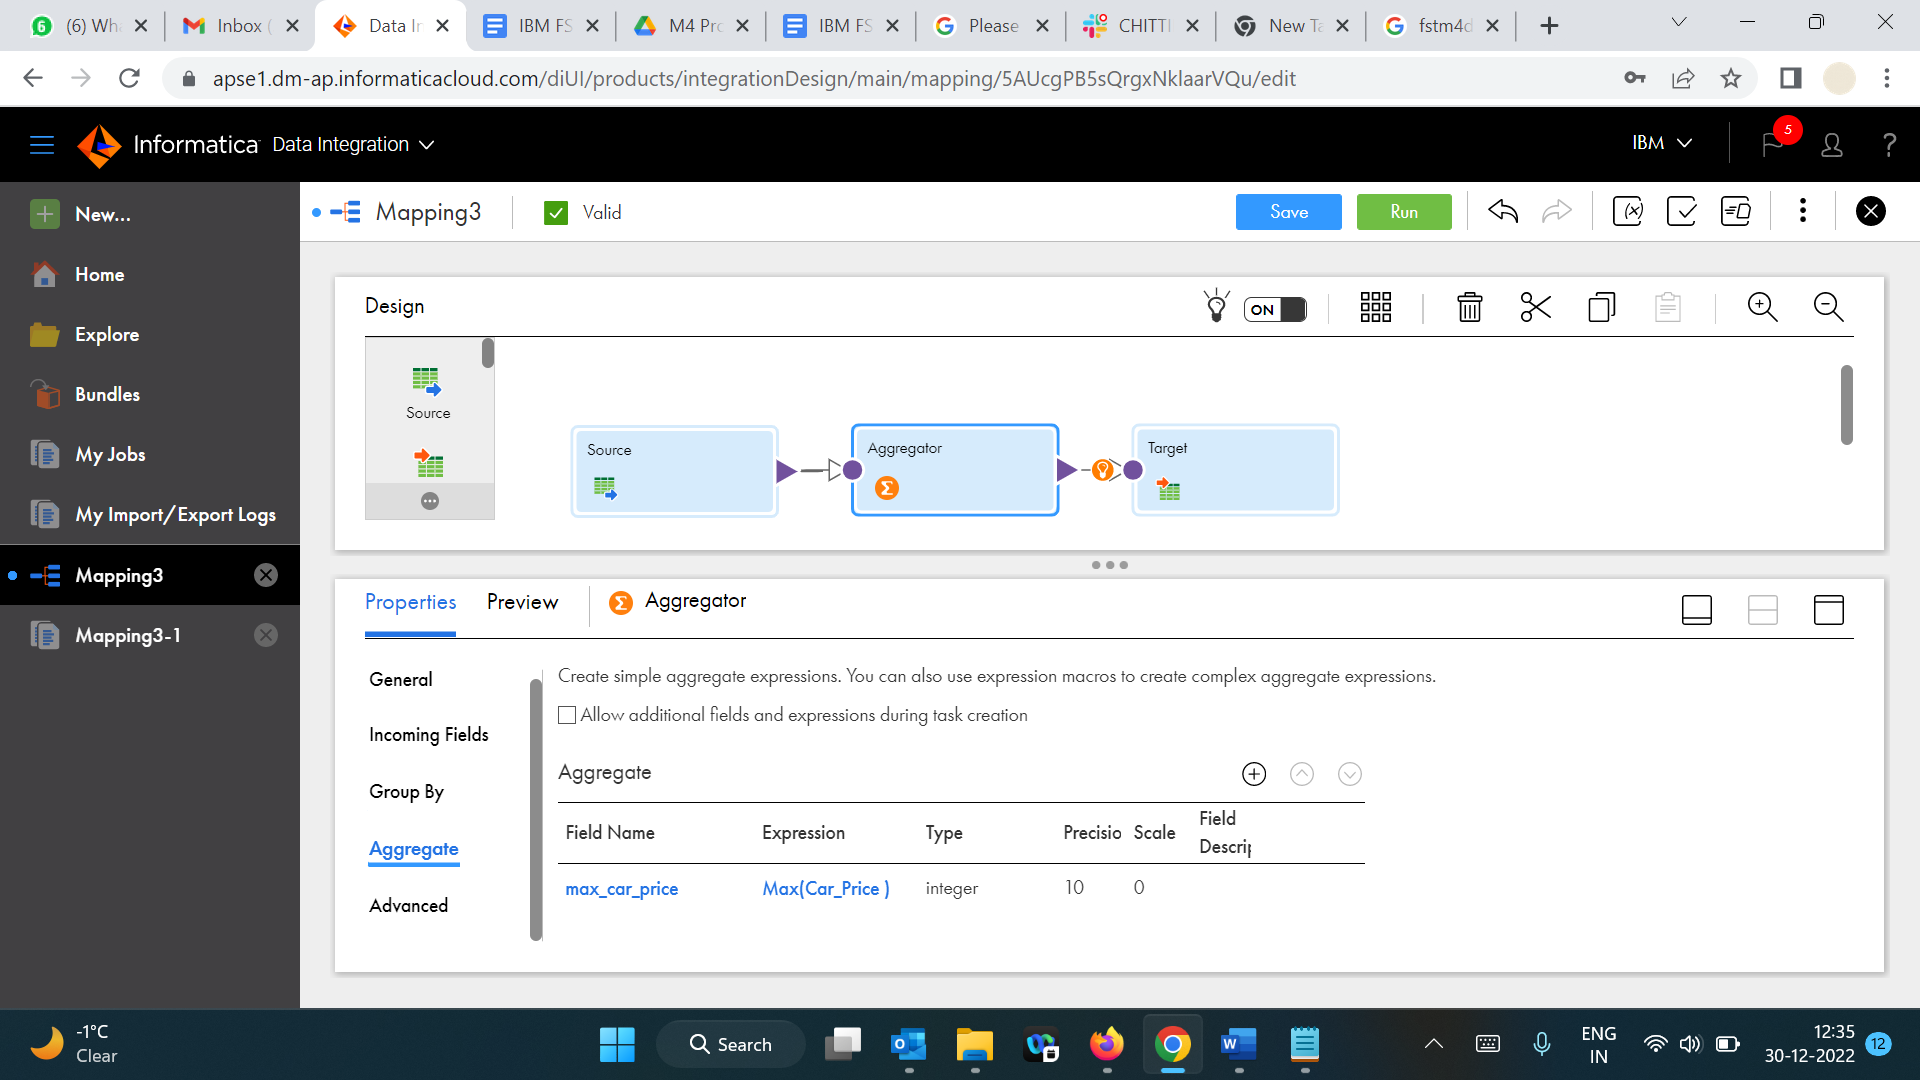 6
(6) Wh
Inbox (
Data In
IBM FS
M4 Pro
IBM FS
Please
CHITTI
New Ta
fstm4d
apse1.dm-ap.informaticacloud.com/diUI/products/integrationDesign/main/mapping/5AUcgPB5sQrgxNklaarVQu/edit
Informatica Data Integration
IBM
5
?
New...
Home
Explore
Bundles
My Jobs
My Import/Export Logs
Mapping3
Mapping3-1
Mapping3
Valid
Save
Run
Design
ON
Source
Source
Aggregator
Target
Properties
Preview
Aggregator
General
Incoming Fields
Group By
Aggregate
Advanced
Create simple aggregate expressions. You can also use expression macros to create complex aggregate expressions.
Allow additional fields and expressions during task creation
Aggregate
Field Name Expression Type Precisio Scale Field
Descrip
max_car_price Max(Car_Price ) integer 10 0
-1°C
Clear
Search
ENG
IN
12:35
30-12-2022
12